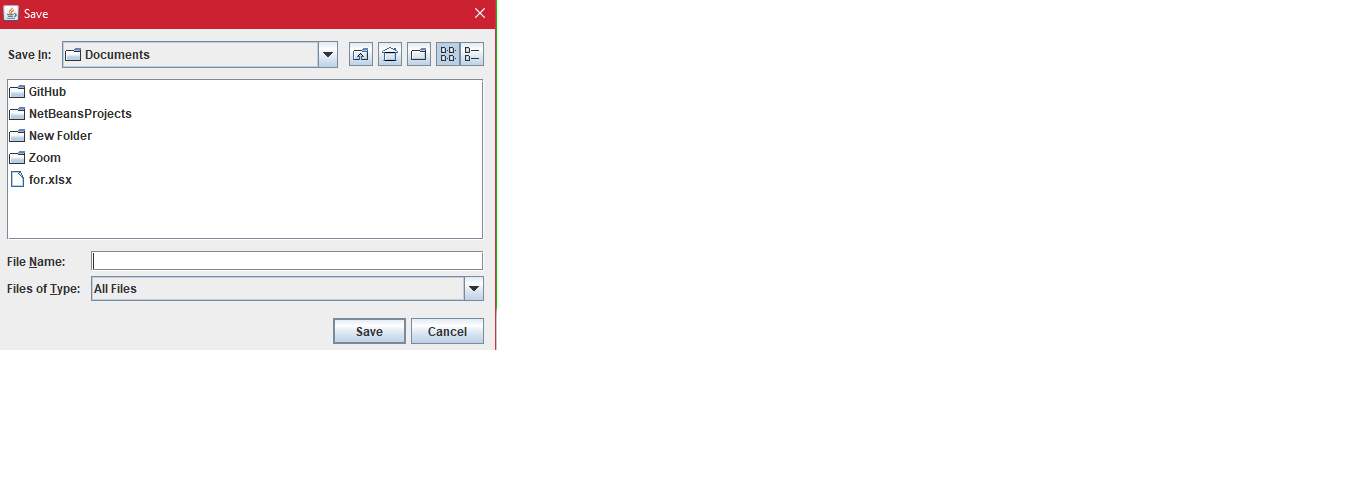 Save
Save In: Documents
GitHub
NetBeansProjects
New Folder
Zoom
for.xlsx
File Name:
Files of Type: All Files
Save Cancel